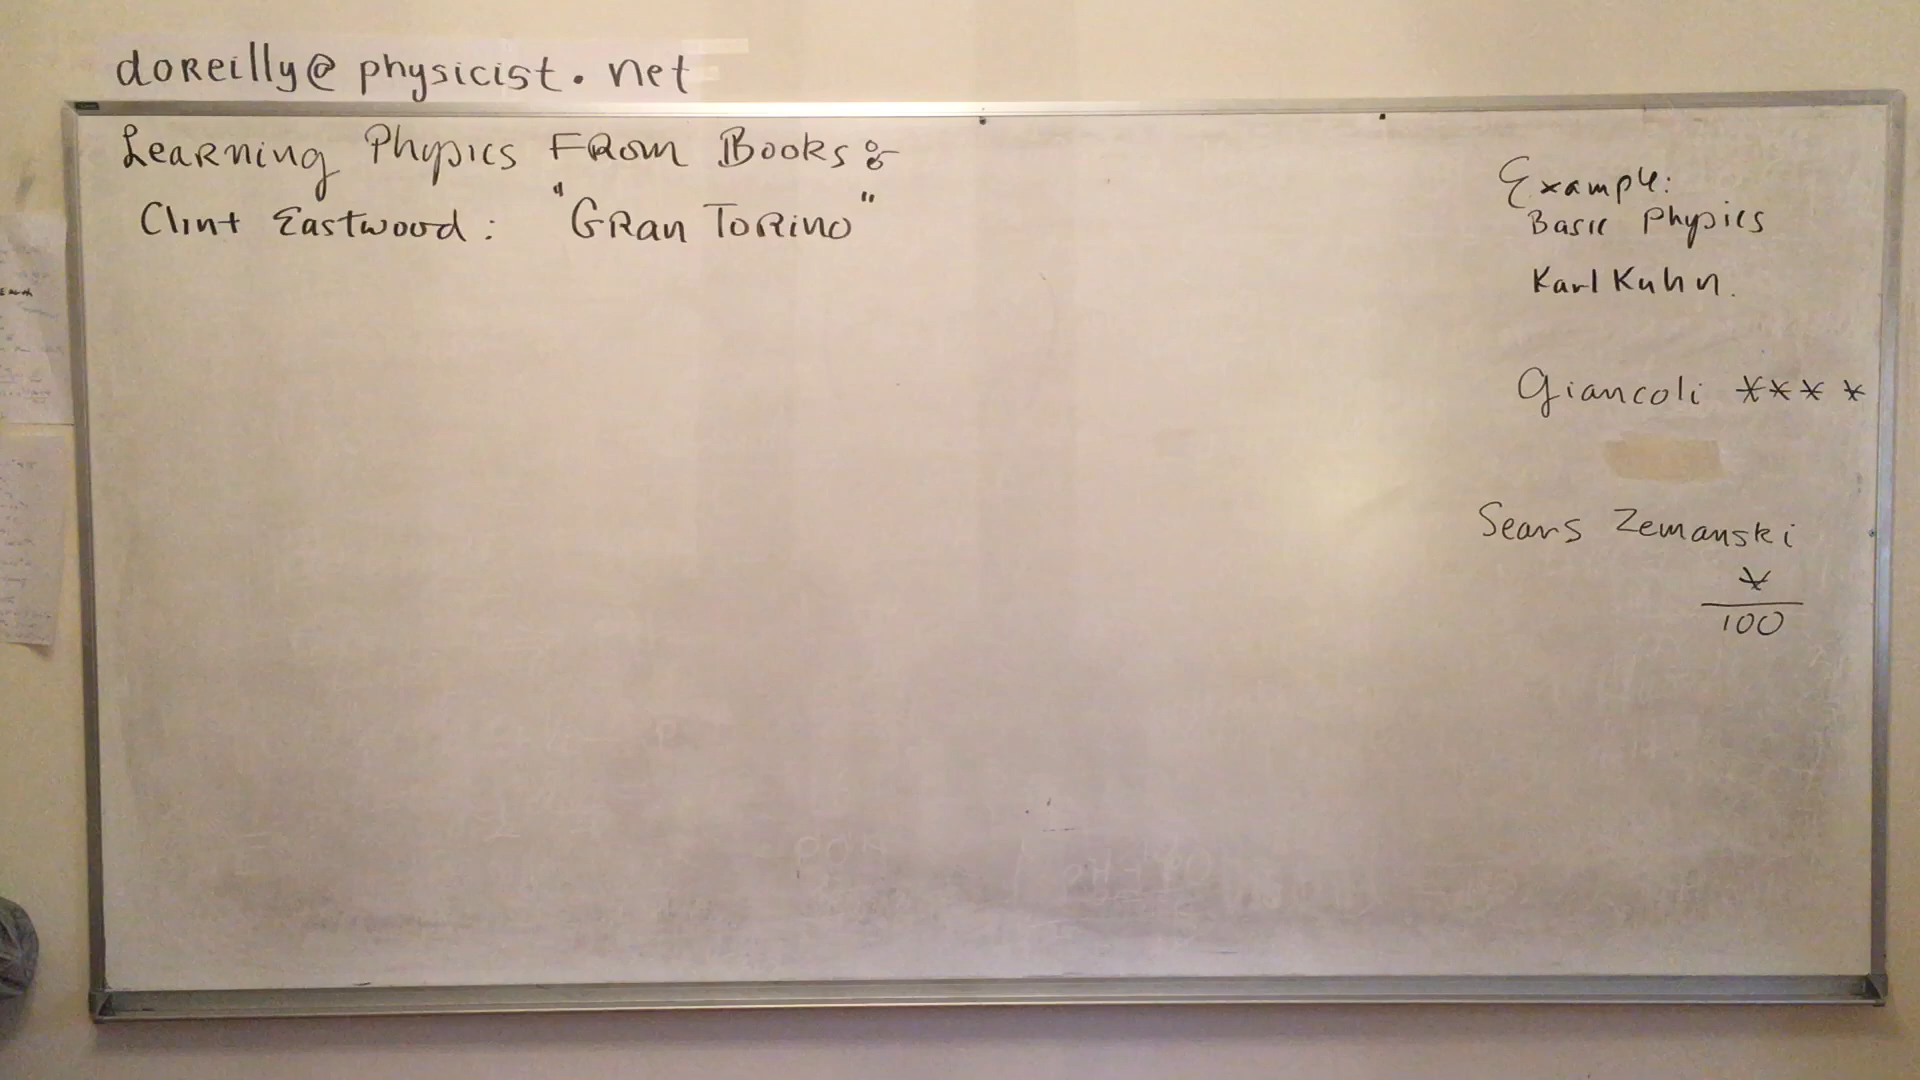 doreilly@physicist.net
Learning Physics From Books:
Clint Eastwood: "Gran Torino"
Example:
Basic Physics
Karl Kuhn.
Giancoli ****
Sears Zemanski
*
100